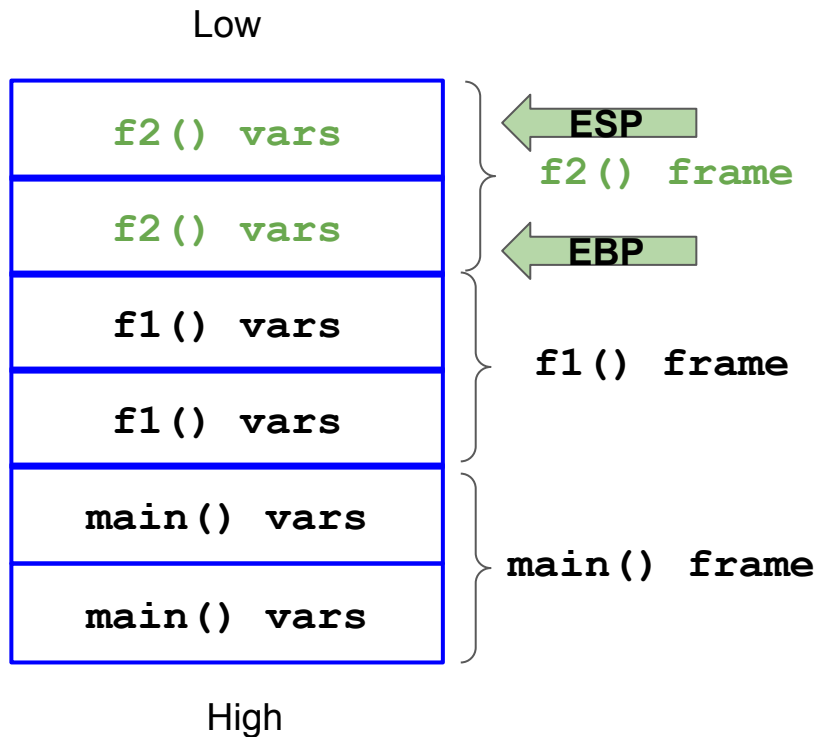 Low
f2() vars
ESP
f2() frame
f2() vars
EBP
f1() vars
f1() frame
f1() vars
main() vars
main() frame
main() vars
High